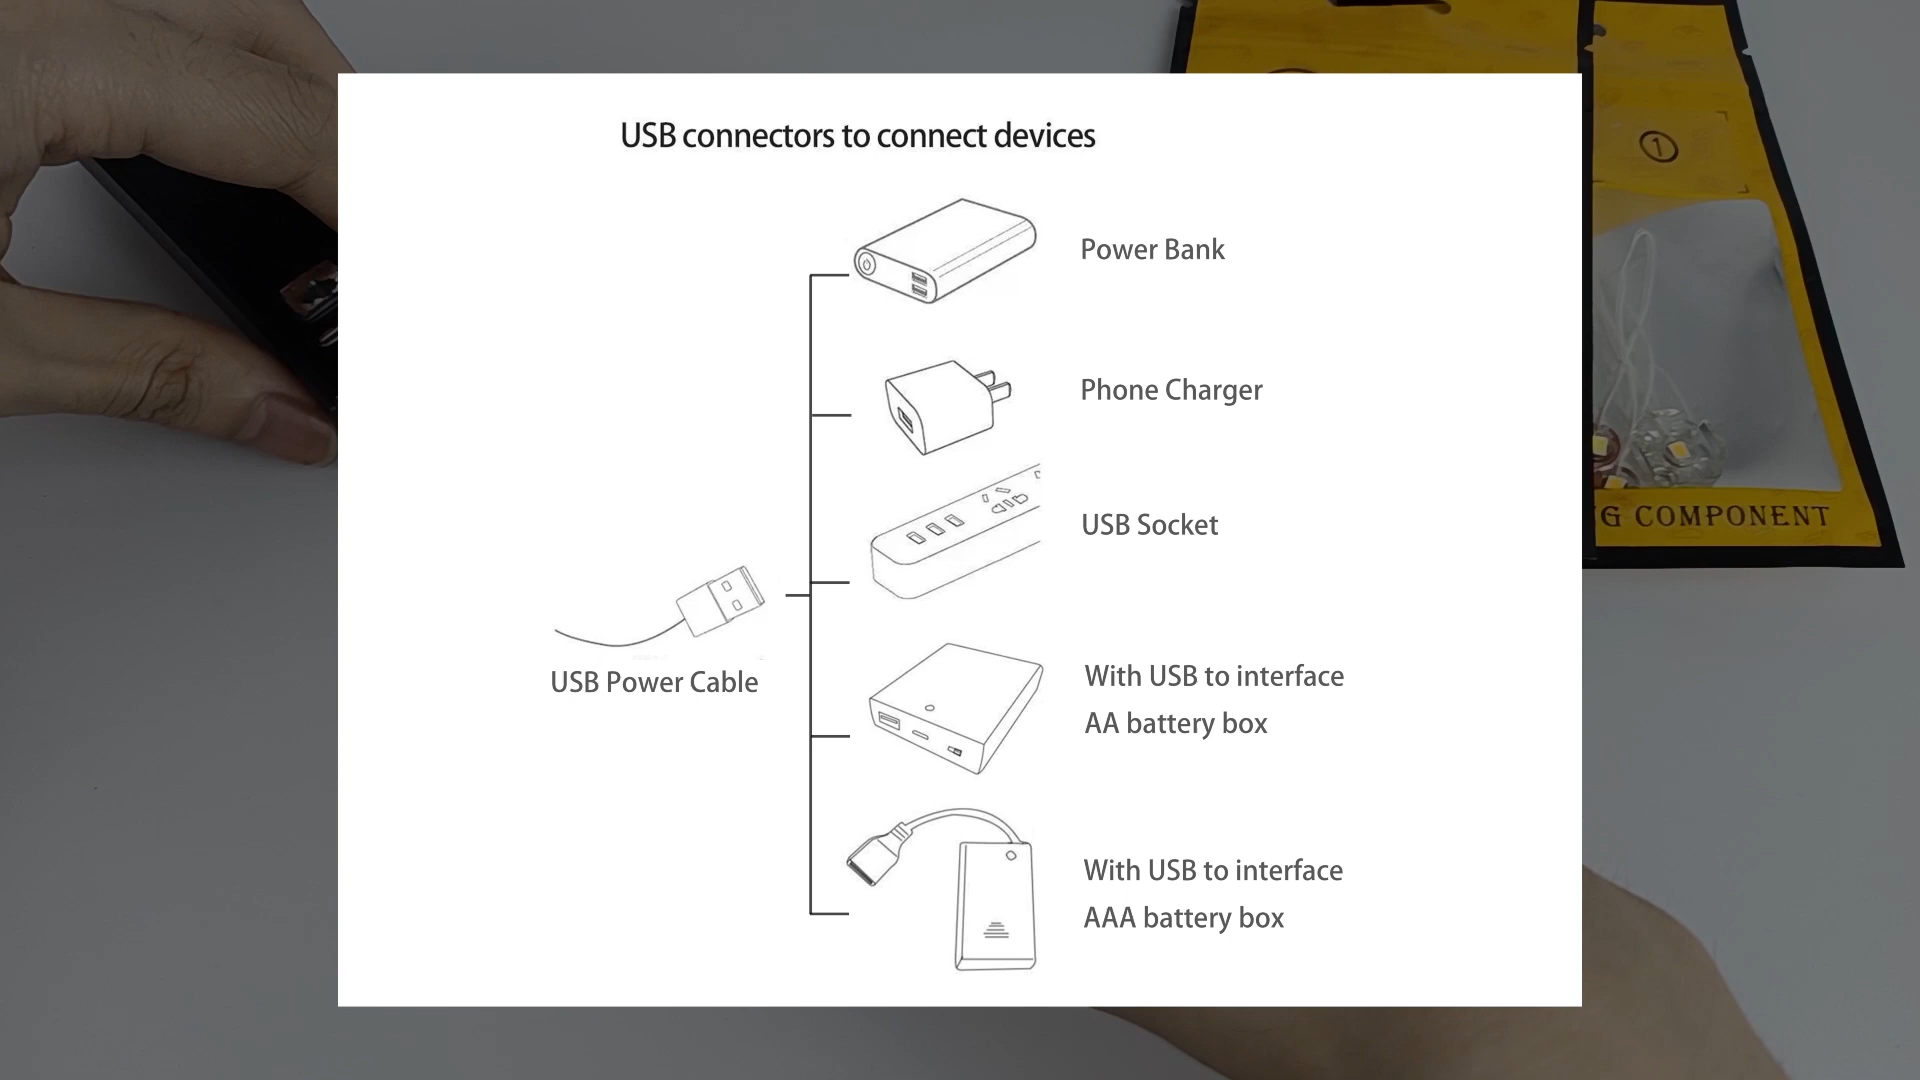 USB connectors to connect devices
Power Bank
①
Phone Charger
USB Socket
G COMPONENT
USB Power Cable
With USB to interface
AA battery box
With USB to interface
AAA battery box